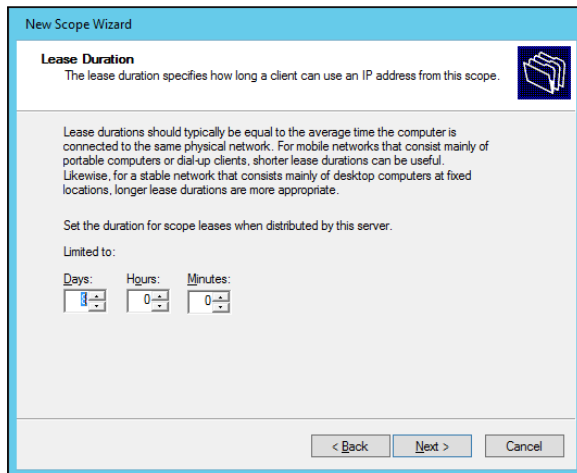 New Scope Wizard
Lease Duration
The lease duration specifies how long a client can use an IP address from this scope.
Lease durations should typically be equal to the average time the computer is
connected to the same physical network. For mobile networks that consist mainly of
portable computers or dial-up clients, shorter lease durations can be useful.
Likewise, for a stable network that consists mainly of desktop computers at fixed
locations, longer lease durations are more appropriate.
Set the duration for scope leases when distributed by this server.
Limited to:
Days: Hours: Minutes:
8 0 0
< Back Next > Cancel